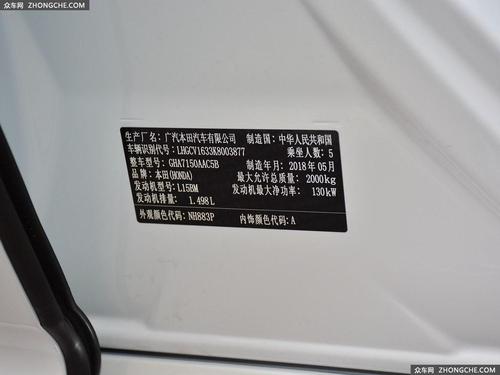 众车网 ZHONGCHE.COM
生产厂名: 广汽本田汽车有限公司 制造国: 中华人民共和国
车辆识别代号: LHGCV1633K8003877 乘坐人数: 5
整车型号: GHA7150AAC5B 制造年月: 2018 年 05月
品牌: 本田(HONDA) 最大允许总质量: 2000kg
发动机型号: L15BM 发动机最大净功率: 130kW
发动机排量: 1.498L
外观颜色代码: NH883P 内饰颜色代码: A
众车网 ZHONGCHE.COM